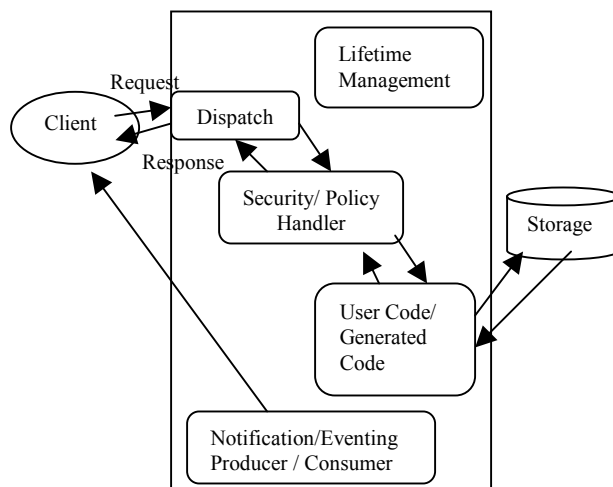 Lifetime
Management
Request
Client
Dispatch
Response
Security/ Policy
Handler
Storage
User Code/
Generated
Code
Notification/Eventing
Producer / Consumer